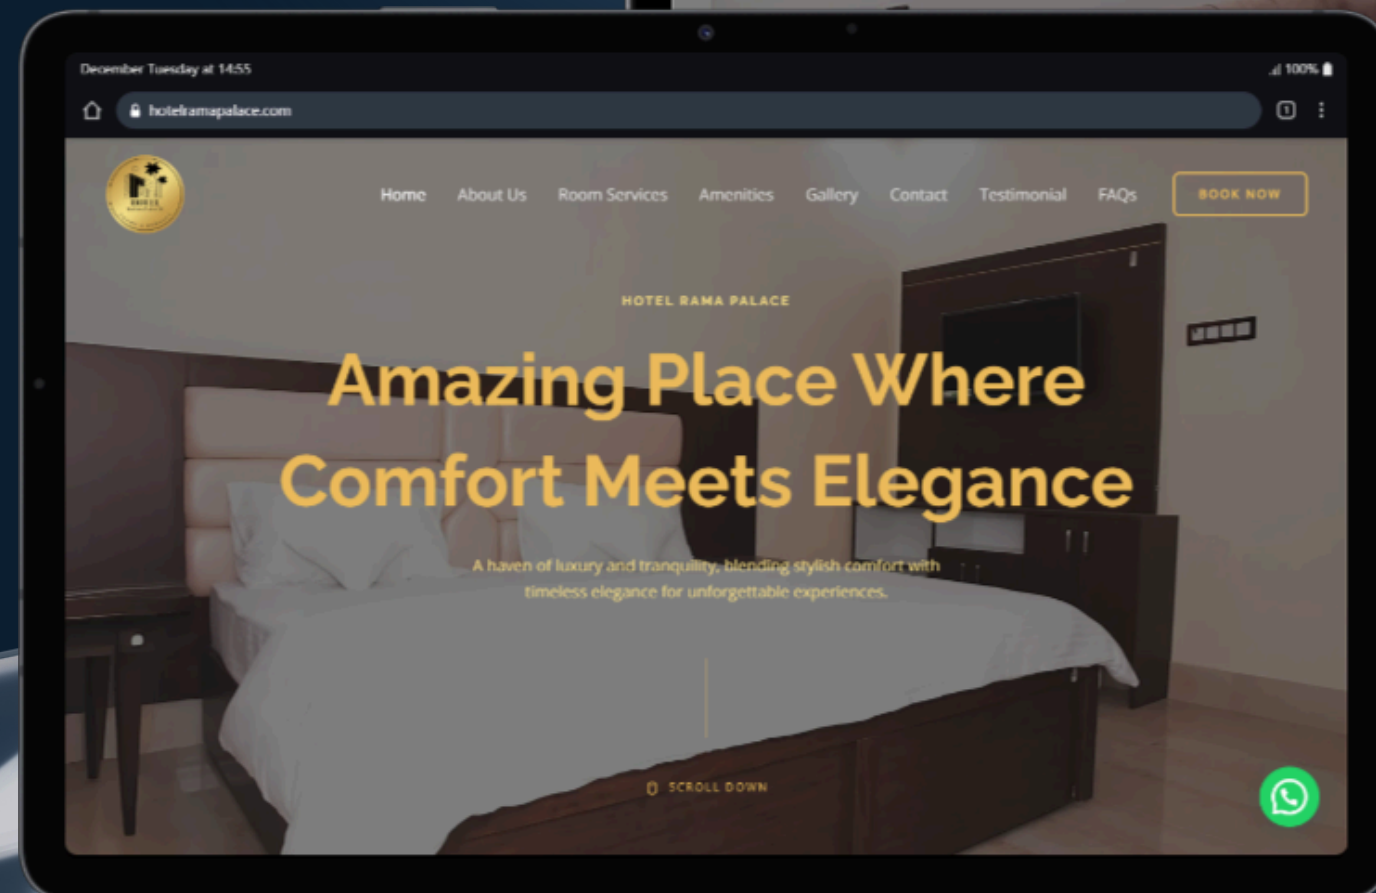 December Tuesday at 14:55
100%
hotelramapalace.com
1
HOTEL
Home About Us Room Services Amenities Gallery Contact Testimonial FAQs BOOK NOW
HOTEL RAMA PALACE
Amazing Place Where
Comfort Meets Elegance
A haven of luxury and tranquility, blending stylish comfort with
timeless elegance for unforgettable experiences.
SCROLL DOWN